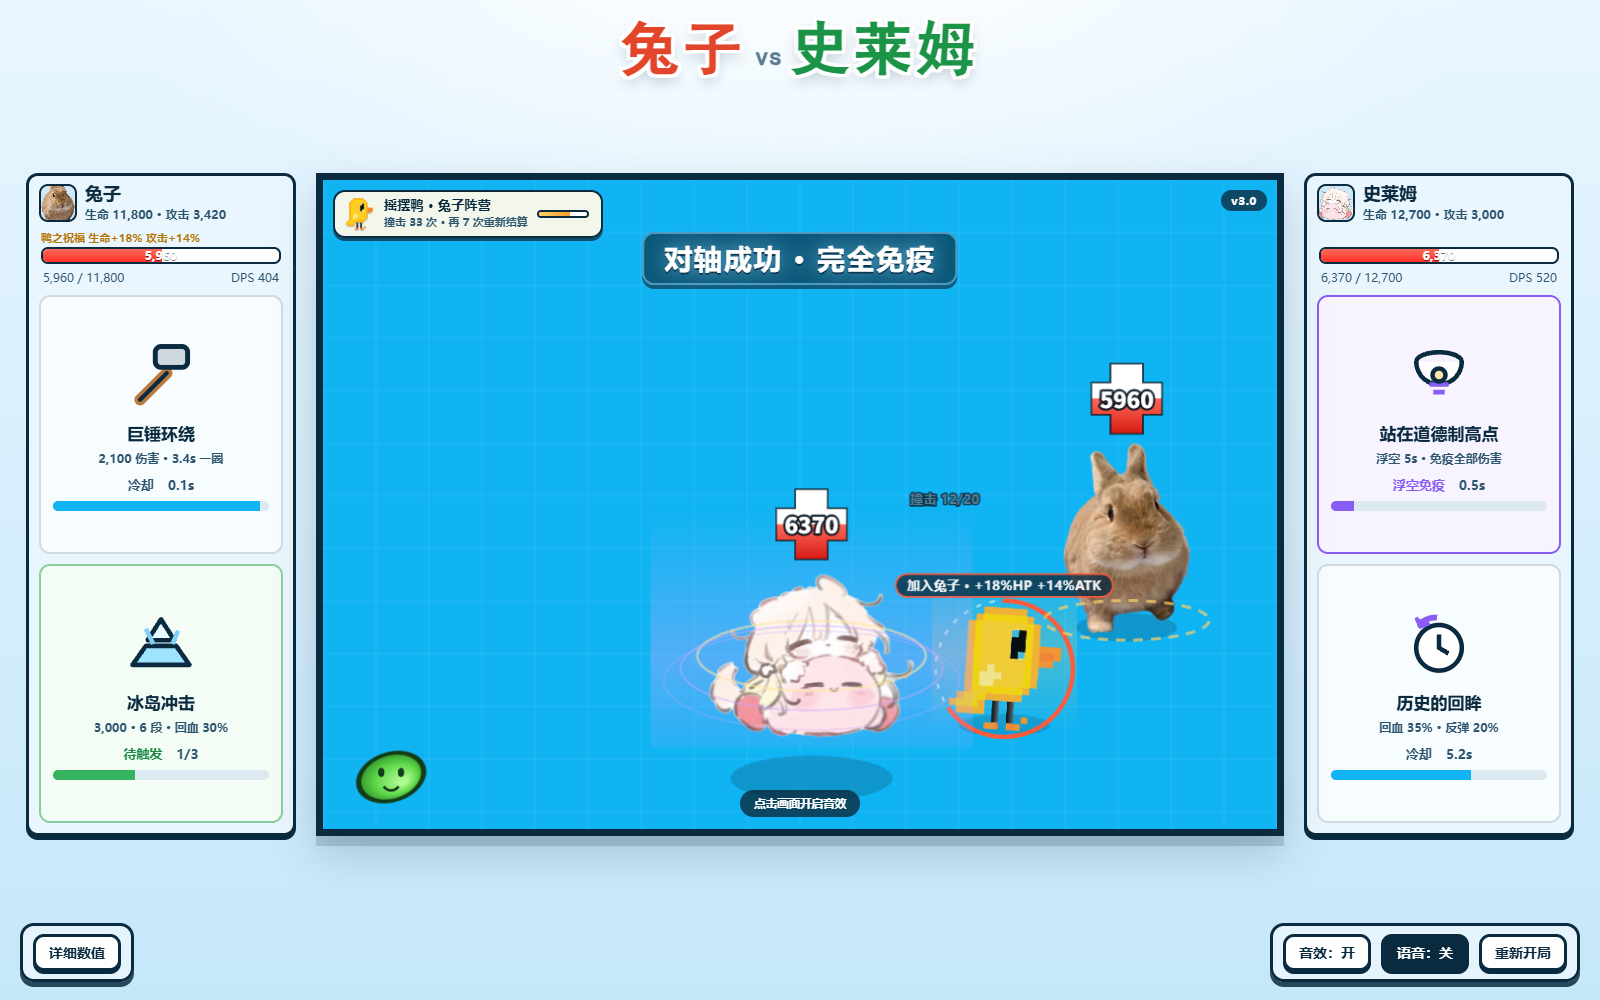 兔子 vs 史莱姆
兔子
生命 11,800 • 攻击 3,420
鸭之祝福 生命+18% 攻击+14%
5,960
5,960 / 11,800 DPS 404
巨锤环绕
2,100 伤害 • 3.4s 一圈
冷却 0.1s
冰岛冲击
3,000 • 6 段 • 回血 30%
待触发 1/3
摇摆鸭 • 兔子阵营
撞击 33 次 • 再 7 次重新结算
v3.0
对轴成功 • 完全免疫
5960
撞击 12/20
6370
加入兔子 • +18%HP +14%ATK
点击画面开启音效
史莱姆
生命 12,700 • 攻击 3,000
6,370
6,370 / 12,700 DPS 520
站在道德制高点
浮空 5s • 免疫全部伤害
浮空免疫 0.5s
历史的回眸
回血 35% • 反弹 20%
冷却 5.2s
详细数值
音效：开 语音：关 重新开局